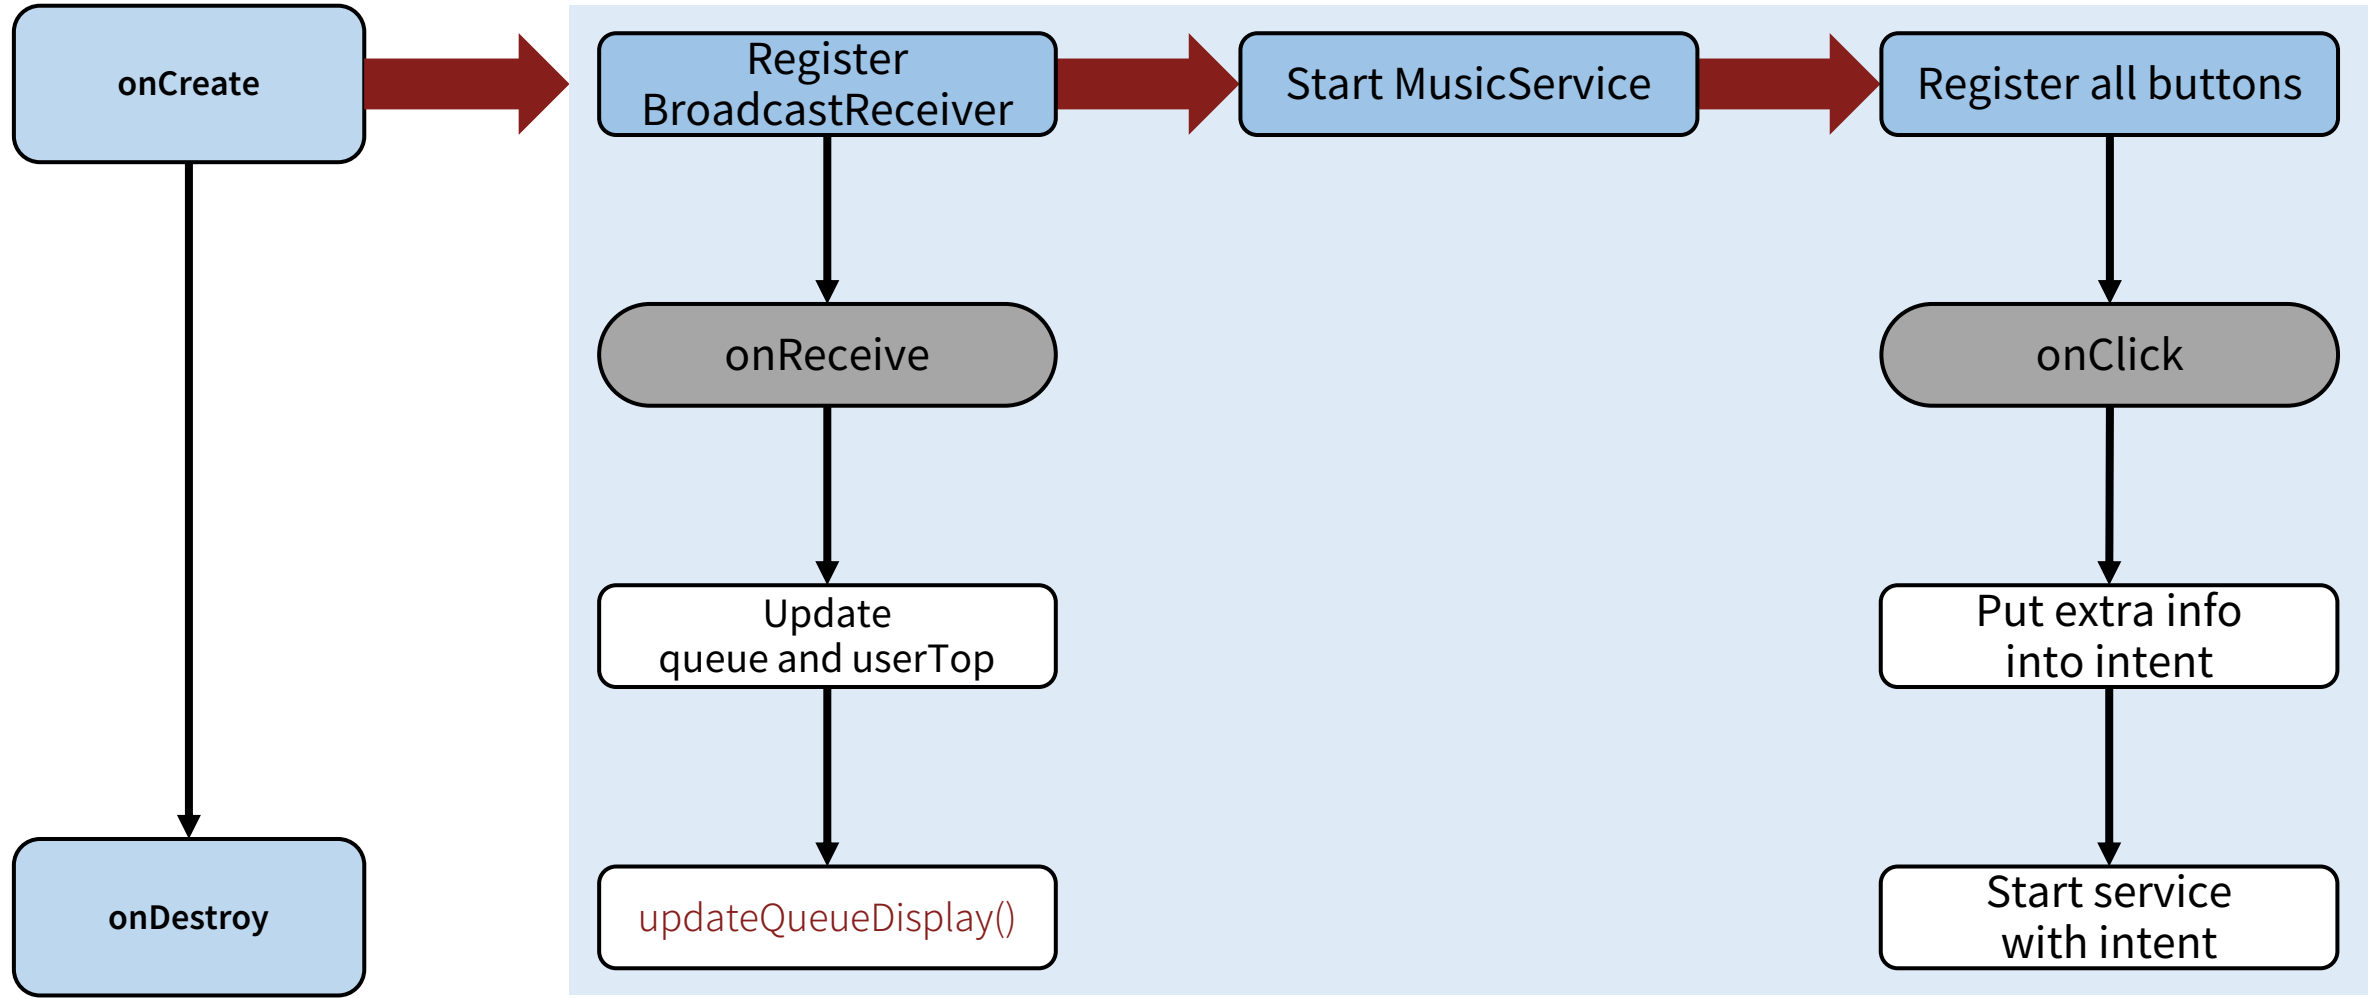 onCreate
Register
BroadcastReceiver
Start MusicService
Register all buttons
onReceive
onClick
Update
queue and userTop
Put extra info
into intent
onDestroy
updateQueueDisplay()
Start service
with intent